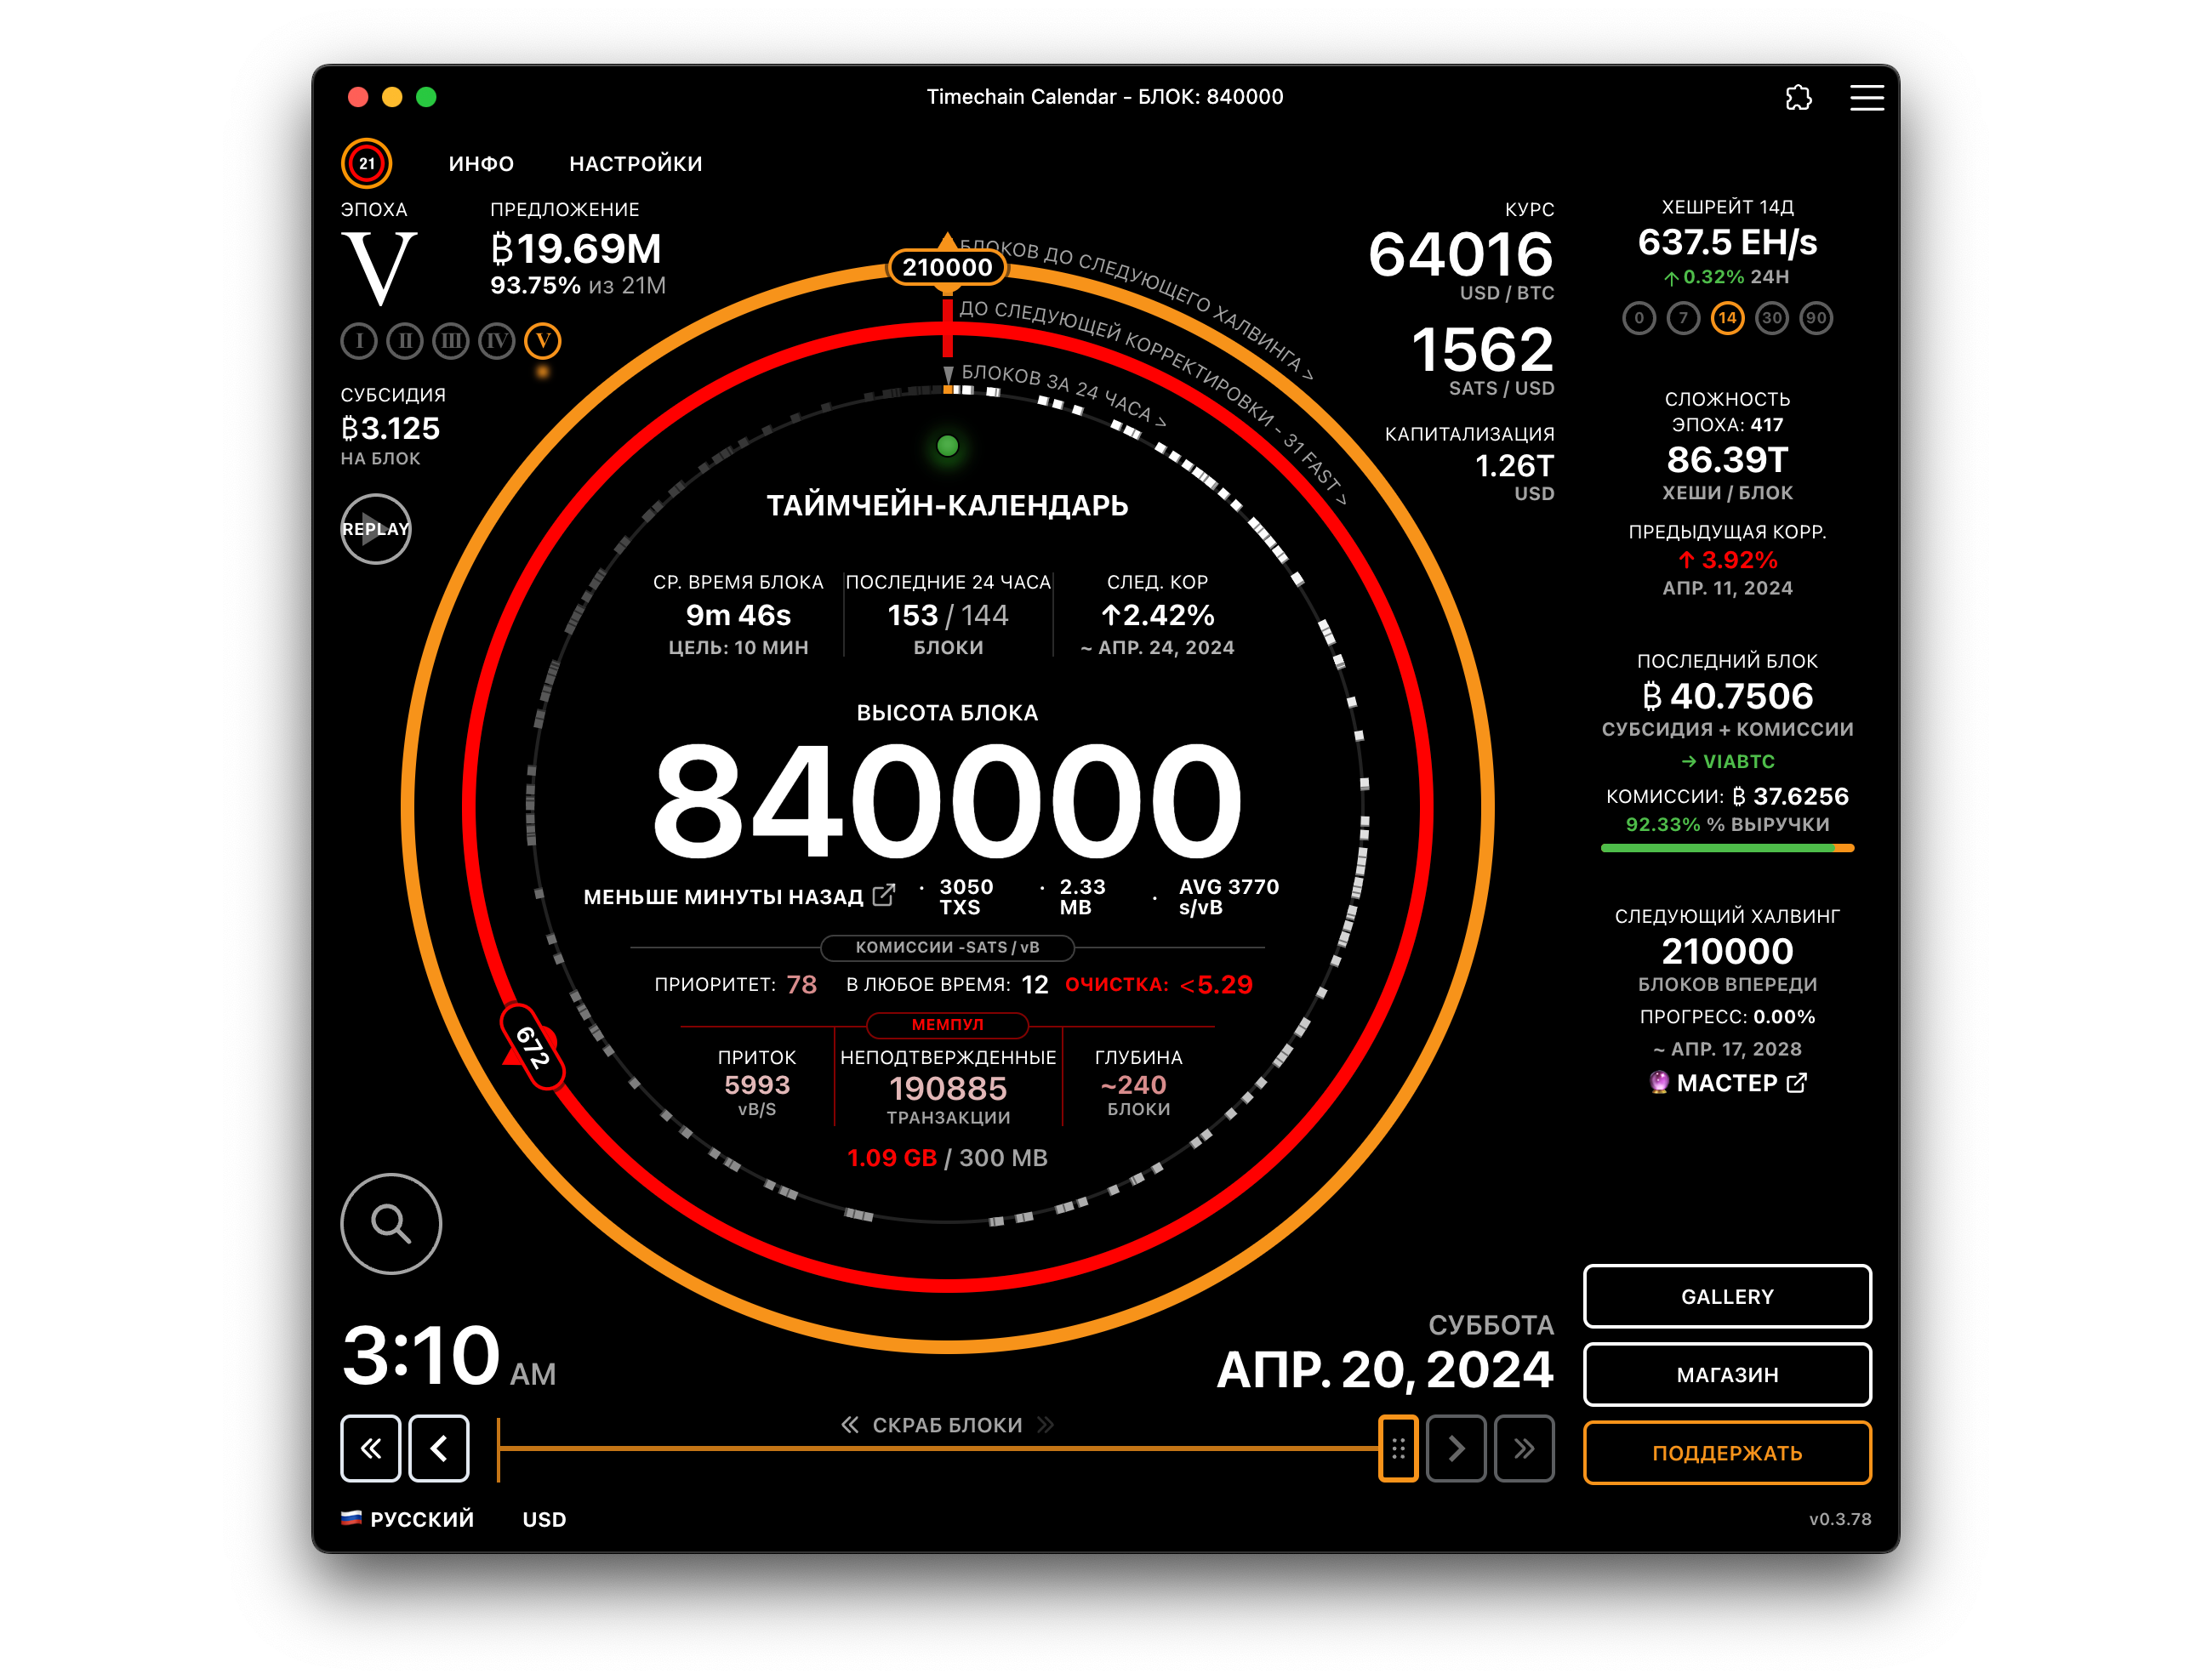 Timechain Calendar - БЛОК: 840000
21
ИНФО
НАСТРОЙКИ
ЭПОХА
V
I II III IV V
ПРЕДЛОЖЕНИЕ
₿19.69M
93.75% из 21M
СУБСИДИЯ
₿3.125
НА БЛОК
REPLAY
210000
БЛОКОВ ДО СЛЕДУЮЩЕГО ХАЛВИНГА >
ДО СЛЕДУЮЩЕЙ КОРРЕКТИРОВКИ - 31 FAST >
БЛОКОВ ЗА 24 ЧАСА >
КУРС
64016
USD / BTC
1562
SATS / USD
КАПИТАЛИЗАЦИЯ
1.26T
USD
ХЕШРЕЙТ 14Д
637.5 EH/s
↑0.32% 24H
0 7 14 30 90
СЛОЖНОСТЬ
ЭПОХА: 417
86.39T
ХЕШИ / БЛОК
ПРЕДЫДУЩАЯ КОРР.
↑ 3.92%
АПР. 11, 2024
ПОСЛЕДНИЙ БЛОК
₿ 40.7506
СУБСИДИЯ + КОМИССИИ
→ VIABTC
КОМИССИИ: ₿ 37.6256
92.33% % ВЫРУЧКИ
СЛЕДУЮЩИЙ ХАЛВИНГ
210000
БЛОКОВ ВПЕРЕДИ
ПРОГРЕСС: 0.00%
~ АПР. 17, 2028
🔮 МАСТЕР
ТАЙМЧЕЙН-КАЛЕНДАРЬ
СР. ВРЕМЯ БЛОКА
9m 46s
ЦЕЛЬ: 10 МИН
ПОСЛЕДНИЕ 24 ЧАСА
153 / 144
БЛОКИ
СЛЕД. КОР
↑2.42%
~ АПР. 24, 2024
ВЫСОТА БЛОКА
840000
МЕНЬШЕ МИНУТЫ НАЗАД
· 3050
TXS
· 2.33
MB
· AVG 3770
s/vB
КОМИССИИ -SATS / vB
ПРИОРИТЕТ: 78 В ЛЮБОЕ ВРЕМЯ: 12 ОЧИСТКА: <5.29
МЕМПУЛ
ПРИТОК
5993
vB/S
НЕПОДТВЕРЖДЕННЫЕ
190885
ТРАНЗАКЦИИ
ГЛУБИНА
~240
БЛОКИ
1.09 GB / 300 MB
672
3:10 AM
СУББОТА
АПР. 20, 2024
« СКРАБ БЛОКИ »
GALLERY
МАГАЗИН
ПОДДЕРЖАТЬ
РУССКИЙ
USD
v0.3.78